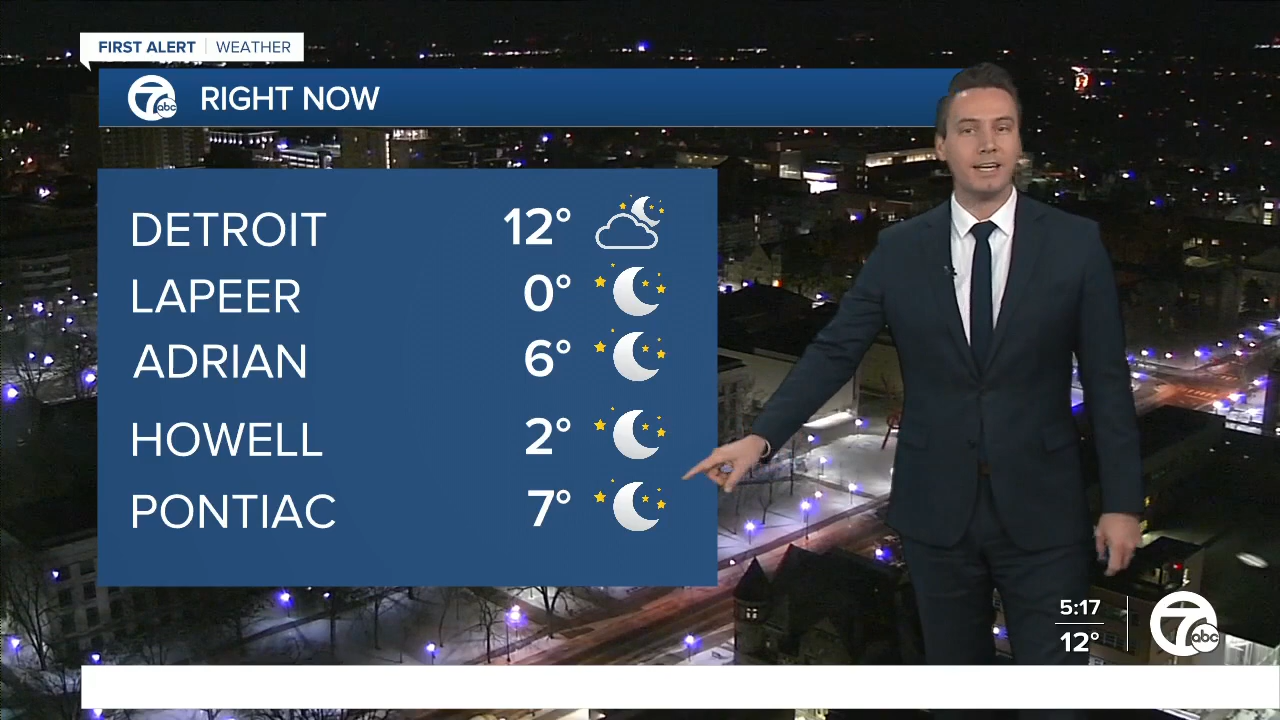 FIRST ALERT | WEATHER
7abc RIGHT NOW
DETROIT 12°
LAPEER 0°
ADRIAN 6°
HOWELL 2°
PONTIAC 7°
5:17
12°
7abc